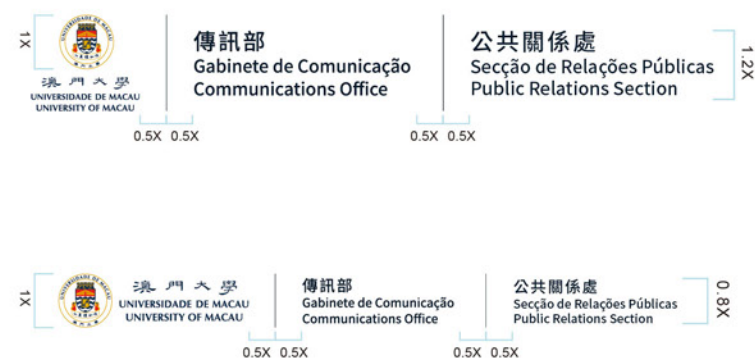 1X
澳門大學
UNIVERSIDADE DE MACAU
UNIVERSITY OF MACAU
傳訊部
Gabinete de Comunicação
Communications Office
公共關係處
Secção de Relações Públicas
Public Relations Section
1.2X
0.5X 0.5X
0.5X 0.5X
1X
澳門大學
UNIVERSIDADE DE MACAU
UNIVERSITY OF MACAU
傳訊部
Gabinete de Comunicação
Communications Office
公共關係處
Secção de Relações Públicas
Public Relations Section
0.8X
0.5X 0.5X
0.5X 0.5X